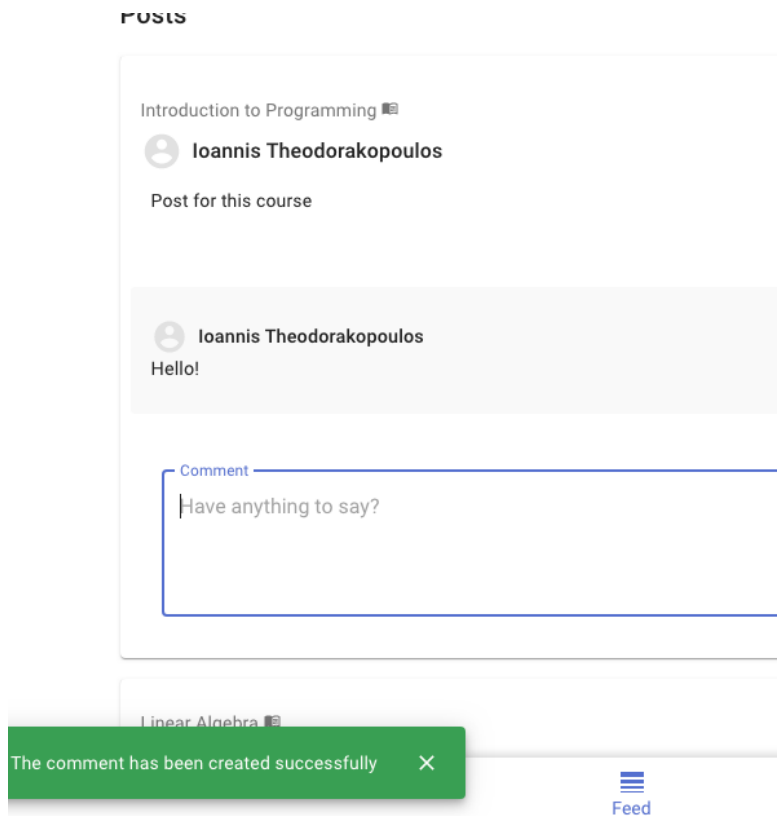 Posts
Introduction to Programming
Ioannis Theodorakopoulos
Post for this course
Ioannis Theodorakopoulos
Hello!
Comment
Have anything to say?
Linear Algebra
The comment has been created successfully
Feed